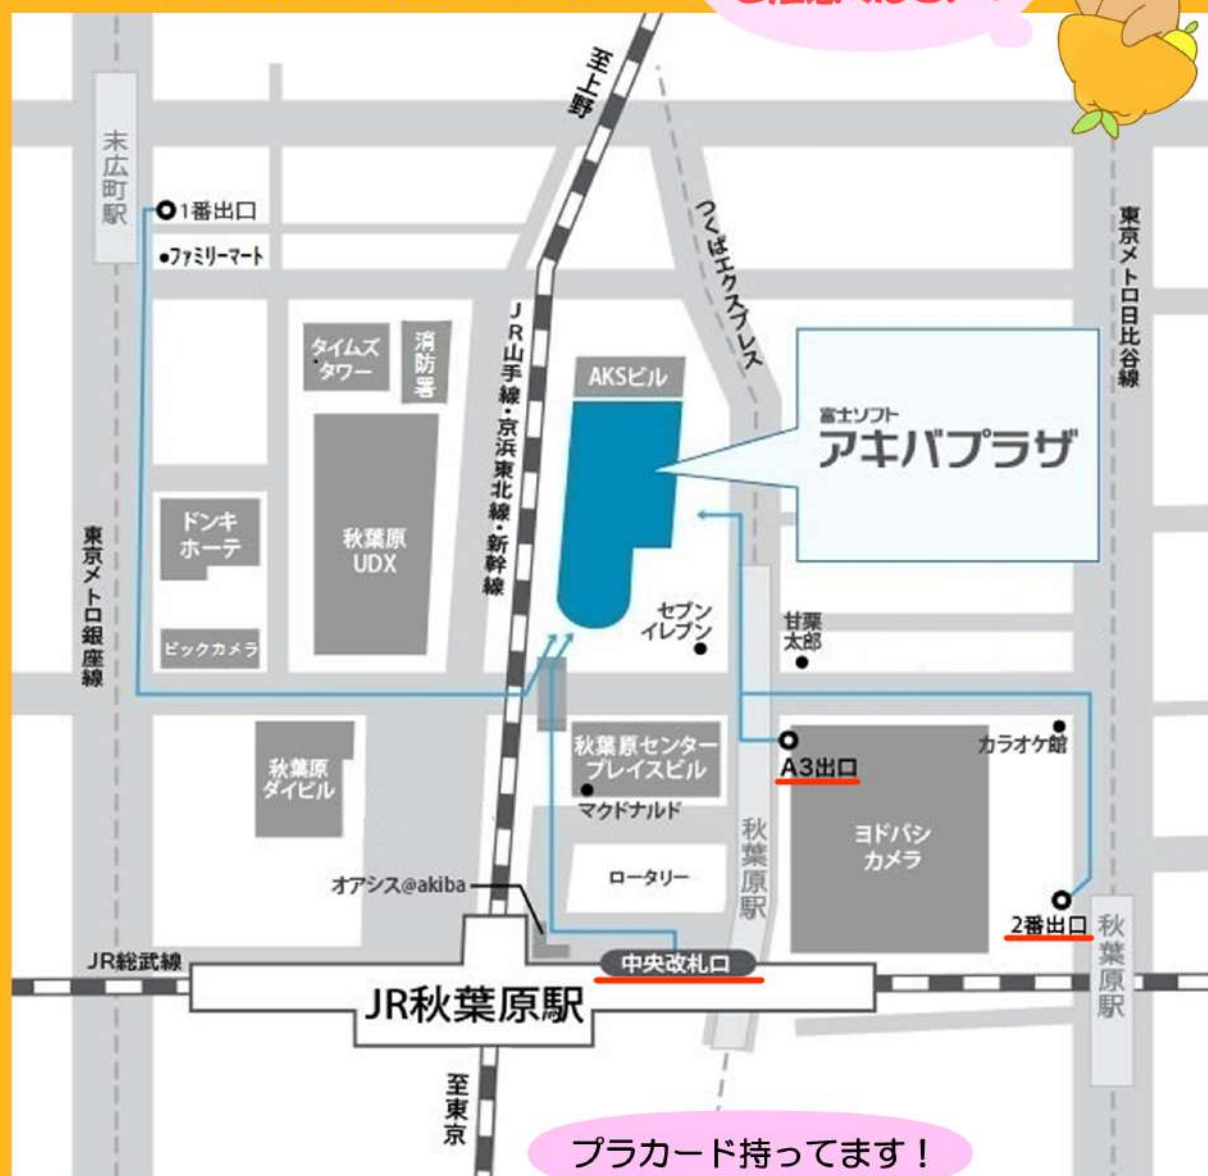 至上野
末広町駅
1番出口
ファミリーマート
つくばエクスプレス
東京メトロ日比谷線
タイムズ
タワー
消防署
JR山手線・京浜東北線・新幹線
AKSビル
富士ソフト
アキバプラザ
ドンキ
ホーテ
秋葉原
UDX
東京メトロ銀座線
ビックカメラ
セブン
イレブン
甘栗
太郎
秋葉原
ダイビル
秋葉原センター
プレイスビル
マクドナルド
A3出口
カラオケ館
ヨドバシ
カメラ
秋葉原駅
オアシス@akiba
ロータリー
2番出口
秋葉原駅
JR総武線
中央改札口
JR秋葉原駅
至東京
プラカード持ってます！